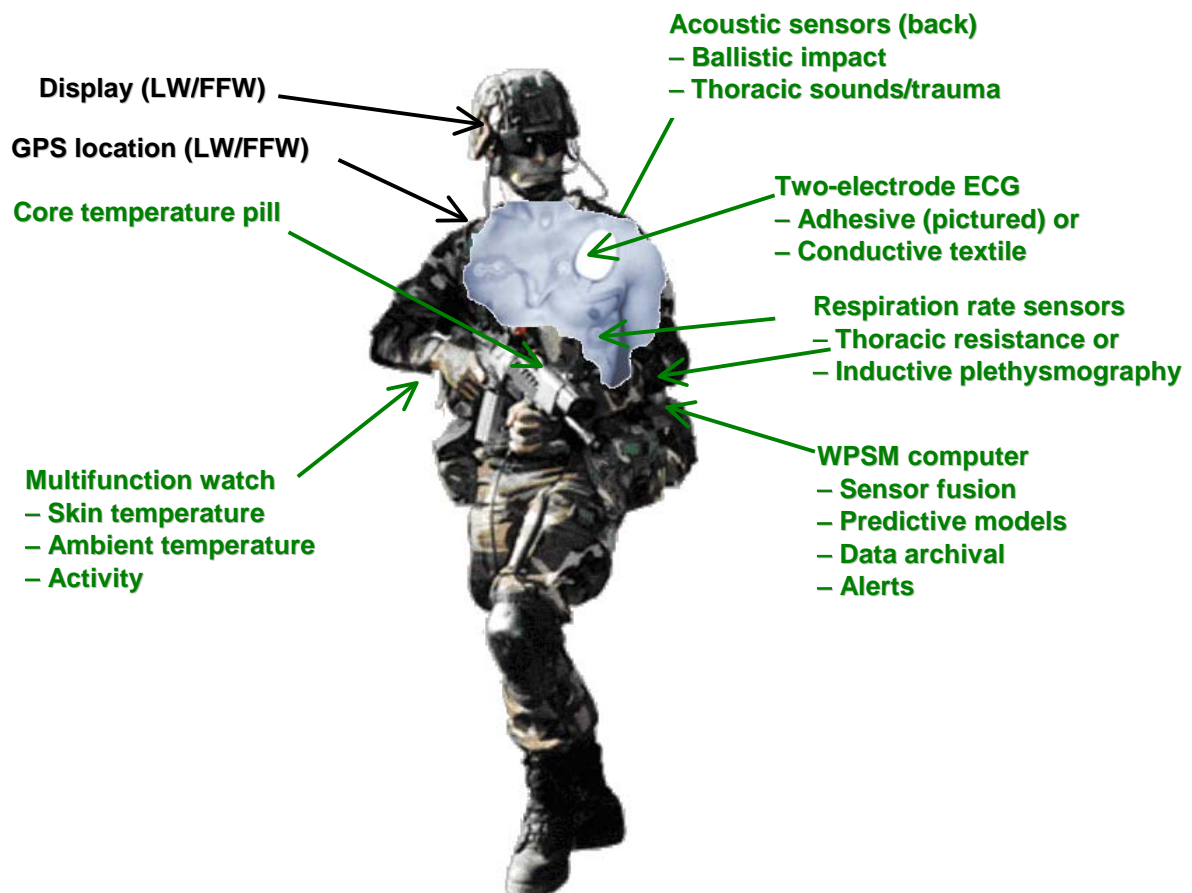 Acoustic sensors (back)
– Ballistic impact
– Thoracic sounds/trauma
Display (LW/FFW)
GPS location (LW/FFW)
Core temperature pill
Two-electrode ECG
– Adhesive (pictured) or
– Conductive textile
Respiration rate sensors
– Thoracic resistance or
– Inductive plethysmography
Multifunction watch
– Skin temperature
– Ambient temperature
– Activity
WPSM computer
– Sensor fusion
– Predictive models
– Data archival
– Alerts